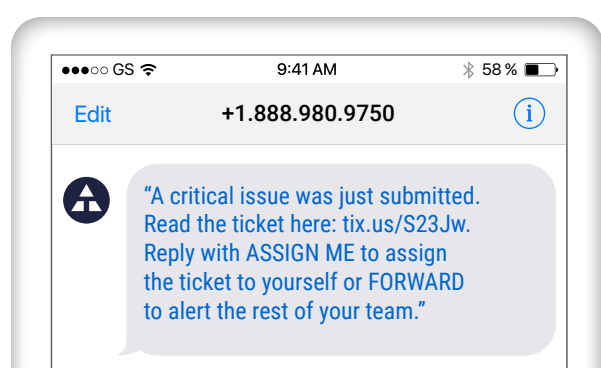 GS 9:41 AM 58 %
Edit +1.888.980.9750 i
“A critical issue was just submitted.
Read the ticket here: tix.us/S23Jw.
Reply with ASSIGN ME to assign
the ticket to yourself or FORWARD
to alert the rest of your team.”